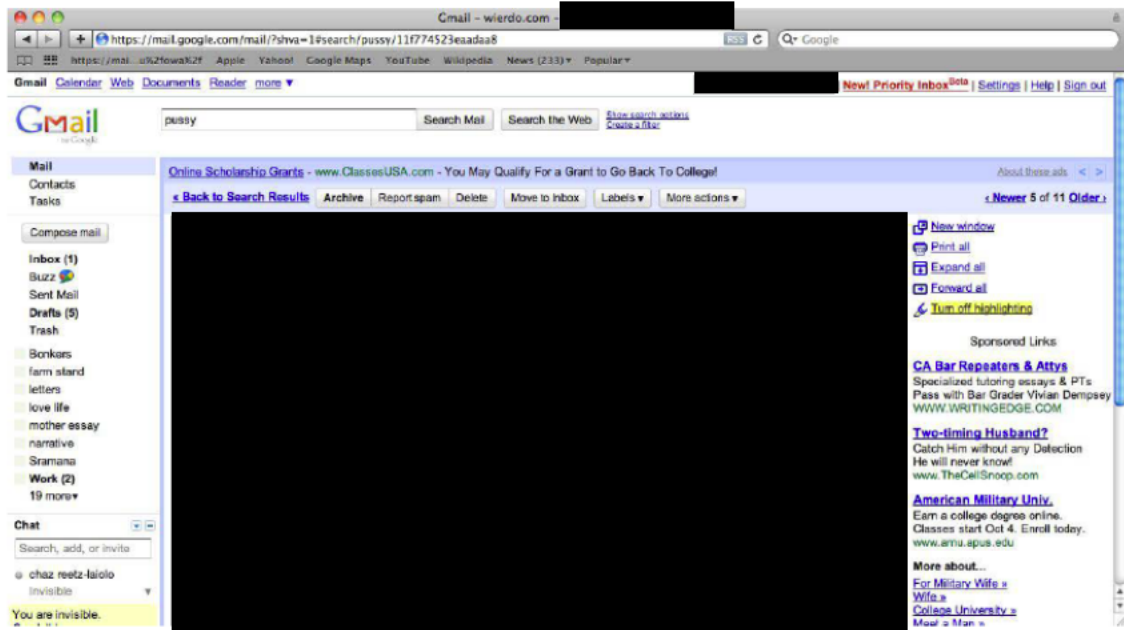 Gmail – wierdo.com –
https://mail.google.com/mail/?shva=1#search/pussy/11f774523eaadaa8 RSS Google
https://mai...u%2fowa%2f Apple Yahoo! Google Maps YouTube Wikipedia News (233) Popular
Gmail Calendar Web Documents Reader more New! Priority Inbox Beta | Settings | Help | Sign out
Gmail by Google pussy Search Mail Search the Web Show search options
Create a filter
Mail
Contacts
Tasks
Online Scholarship Grants - www.ClassesUSA.com - You May Qualify For a Grant to Go Back To College! About these ads < >
« Back to Search Results Archive Report spam Delete Move to Inbox Labels More actions ‹ Newer 5 of 11 Older ›
Compose mail
Inbox (1)
Buzz
Sent Mail
Drafts (5)
Trash
Bonkers
farm stand
letters
love life
mother essay
narrative
Sramana
Work (2)
19 more
Chat
Search, add, or invite
chaz reetz-laiolo
Invisible
You are invisible.
New window
Print all
Expand all
Forward all
Turn off highlighting
Sponsored Links
CA Bar Repeaters & Attys
Specialized tutoring essays & PTs
Pass with Bar Grader Vivian Dempsey
WWW.WRITINGEDGE.COM
Two-timing Husband?
Catch Him without any Detection
He will never know!
www.TheCellSnoop.com
American Military Univ.
Earn a college degree online.
Classes start Oct 4. Enroll today.
www.amu.apus.edu
More about...
For Military Wife »
Wife »
College University »
Meet a Man »